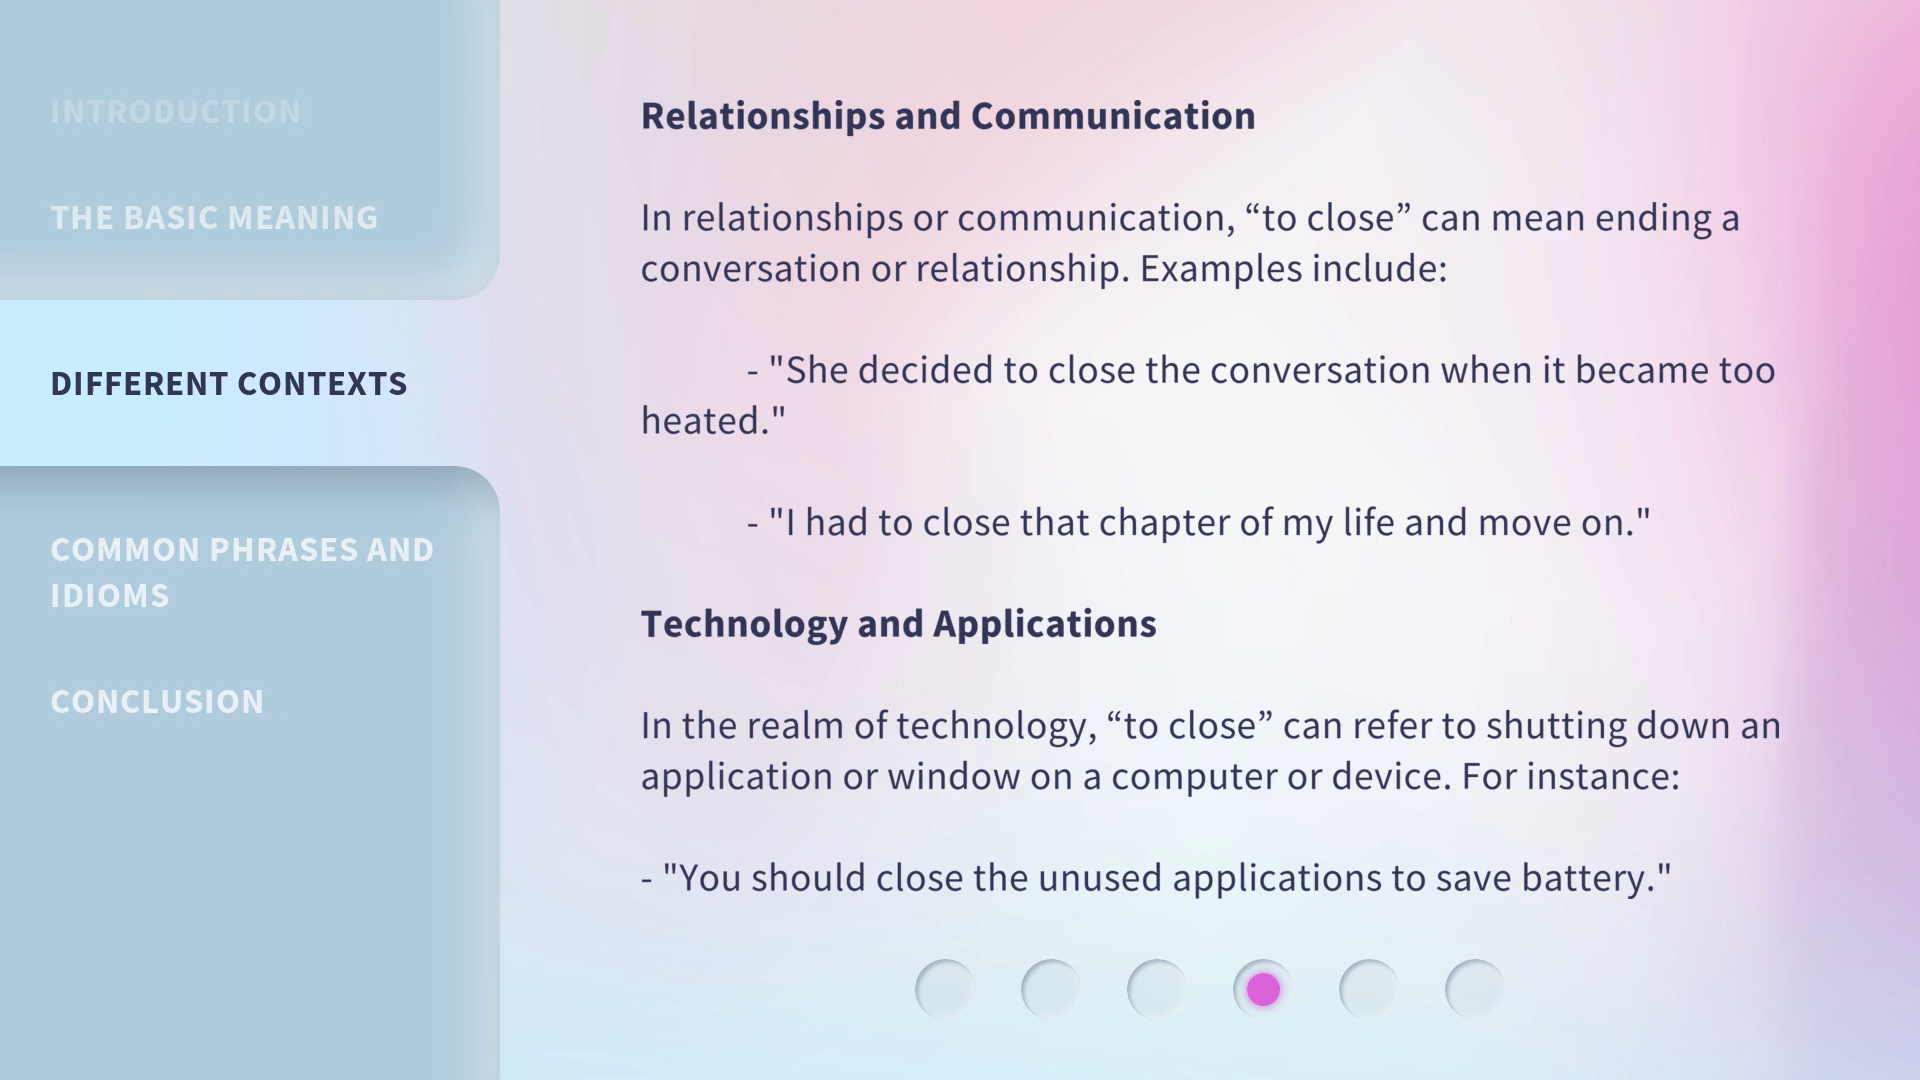 INTRODUCTION
THE BASIC MEANING
DIFFERENT CONTEXTS
COMMON PHRASES AND
IDIOMS
CONCLUSION
Relationships and Communication
In relationships or communication, “to close” can mean ending a
conversation or relationship. Examples include:
- "She decided to close the conversation when it became too
heated."
- "I had to close that chapter of my life and move on."
Technology and Applications
In the realm of technology, “to close” can refer to shutting down an
application or window on a computer or device. For instance:
- "You should close the unused applications to save battery."